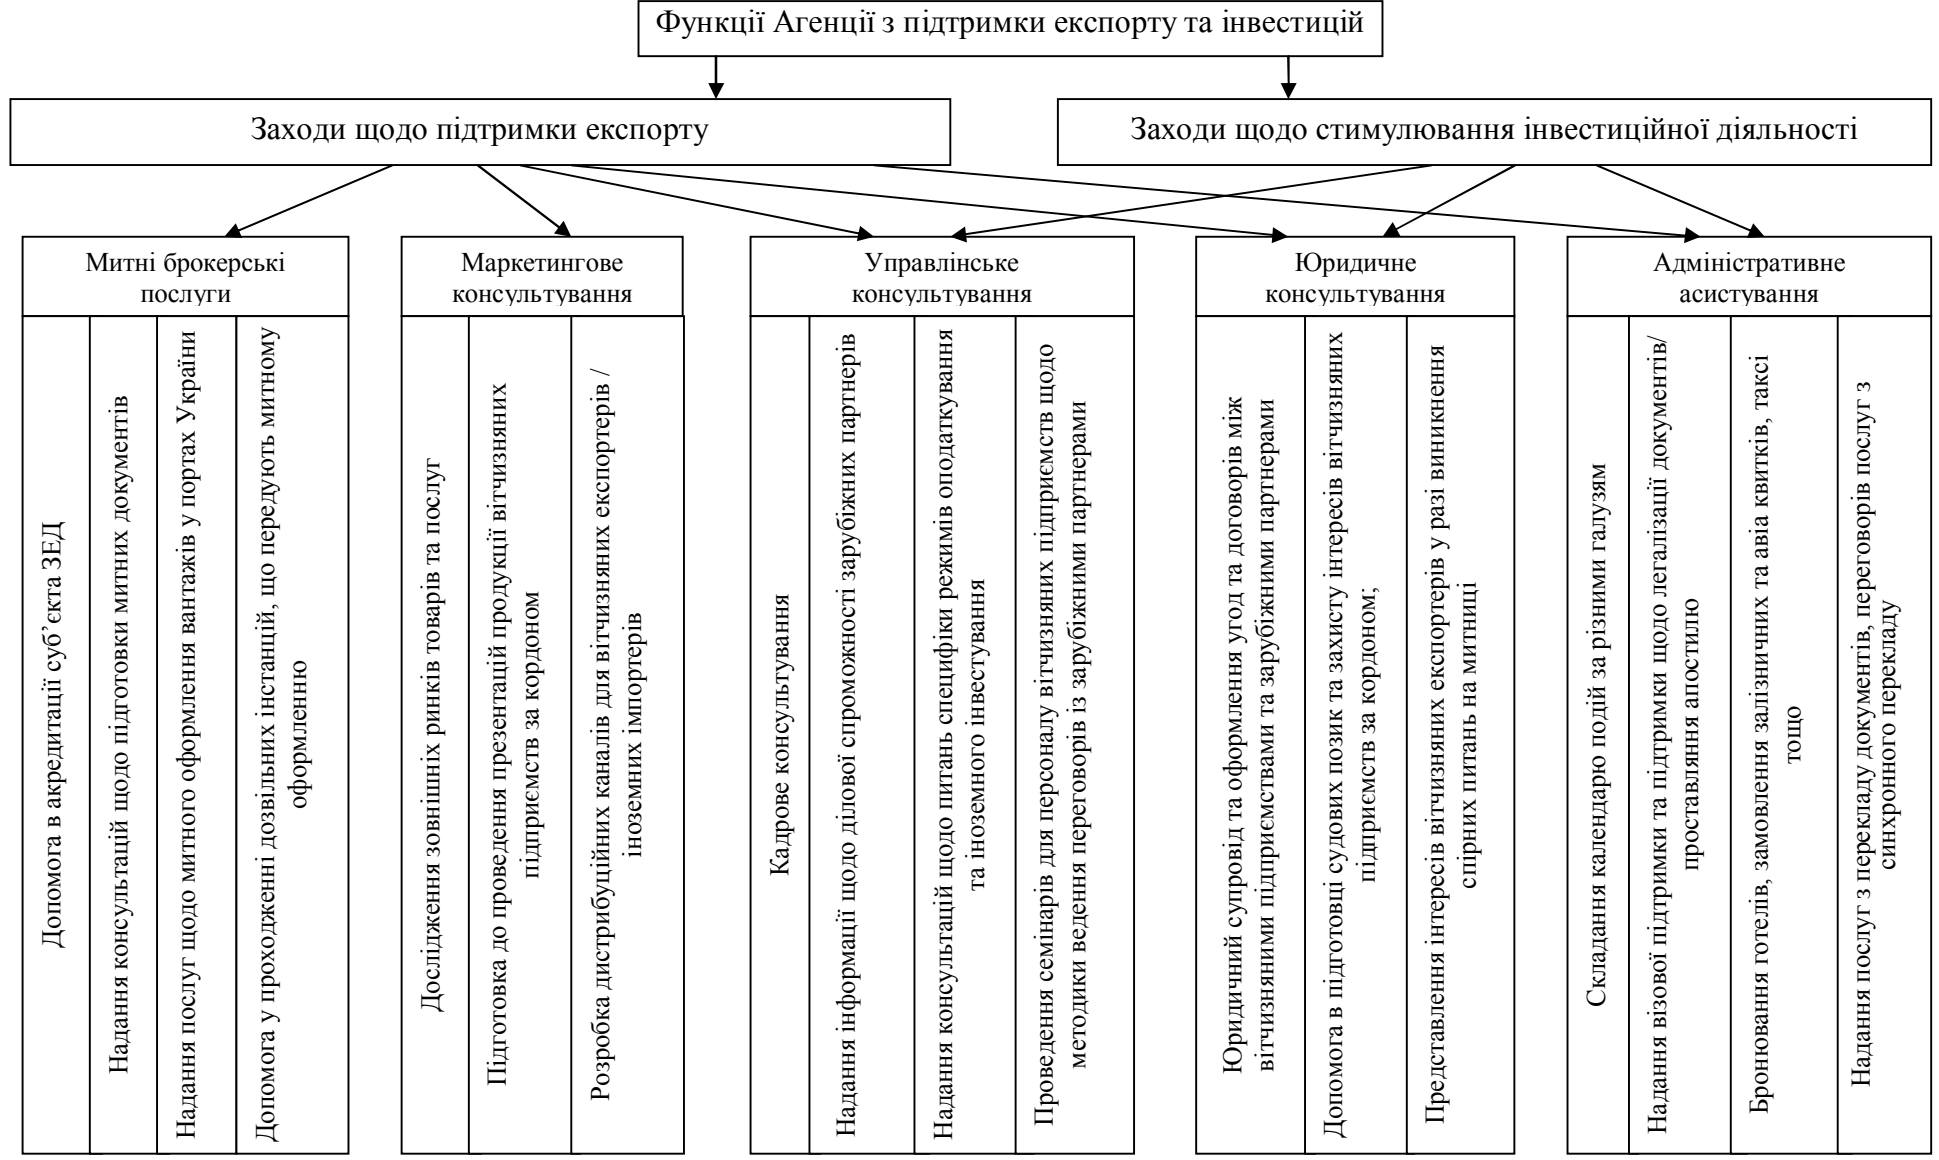 Функції Агенції з підтримки експорту та інвестицій
Заходи щодо підтримки експорту
Заходи щодо стимулювання інвестиційної діяльності
Митні брокерські
послуги
Допомога в акредитації суб’єкта ЗЕД
Надання консультацій щодо підготовки митних документів
Надання послуг щодо митного оформлення вантажів у портах України
Допомога у проходженні дозвільних інстанцій, що передують митному
оформленню
Маркетингове
консультування
Дослідження зовнішніх ринків товарів та послуг
Підготовка до проведення презентацій продукції вітчизняних
підприємств за кордоном
Розробка дистрибуційних каналів для вітчизняних експортерів /
іноземних імпортерів
Управлінське
консультування
Кадрове консультування
Надання інформації щодо ділової спроможності зарубіжних партнерів
Надання консультацій щодо питань специфіки режимів оподаткування
та іноземного інвестування
Проведення семінарів для персоналу вітчизняних підприємств щодо
методики ведення переговорів із зарубіжними партнерами
Юридичне
консультування
Юридичний супровід та оформлення угод та договорів між
вітчизняними підприємствами та зарубіжними партнерами
Допомога в підготовці судових позик та захисту інтересів вітчизняних
підприємств за кордоном;
Представлення інтересів вітчизняних експортерів у разі виникнення
спірних питань на митниці
Адміністративне
асистування
Складання календарю подій за різними галузям
Надання візової підтримки та підтримки щодо легалізації документів/
проставляння апостилю
Бронювання готелів, замовлення залізничних та авіа квитків, таксі
тощо
Надання послуг з перекладу документів, переговорів послуг з
синхронного перекладу